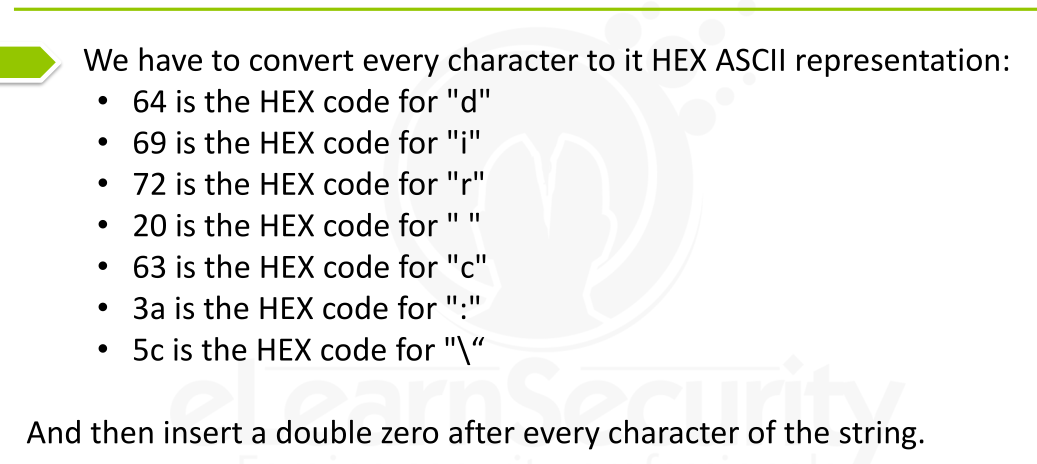 We have to convert every character to it HEX ASCII representation:
• 64 is the HEX code for "d"
• 69 is the HEX code for "i"
• 72 is the HEX code for "r"
• 20 is the HEX code for " "
• 63 is the HEX code for "c"
• 3a is the HEX code for ":"
• 5c is the HEX code for "\“
eLearnSecurity
And then insert a double zero after every character of the string.